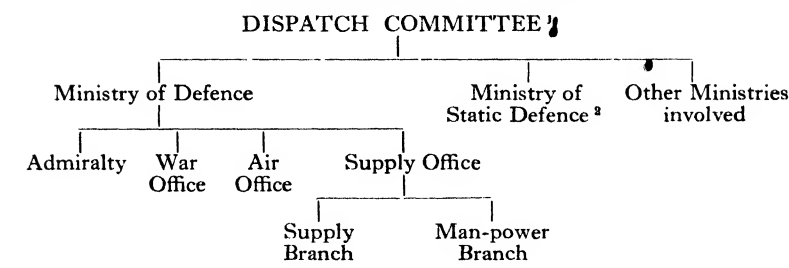 DISPATCH COMMITTEE ¹
Ministry of Defence
Ministry of
Static Defence ²
Other Ministries
involved
Admiralty
War
Office
Air
Office
Supply Office
Supply
Branch
Man-power
Branch